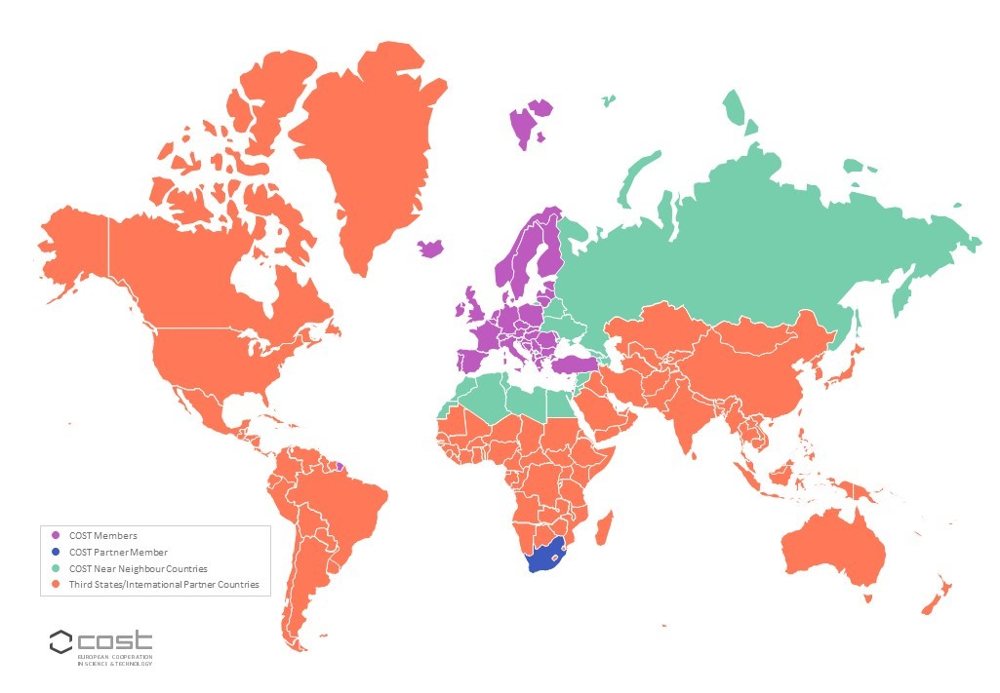 COST Members
COST Partner Member
COST Near Neighbour Countries
Third States/International Partner Countries
cost
EUROPEAN COOPERATION
IN SCIENCE & TECHNOLOGY